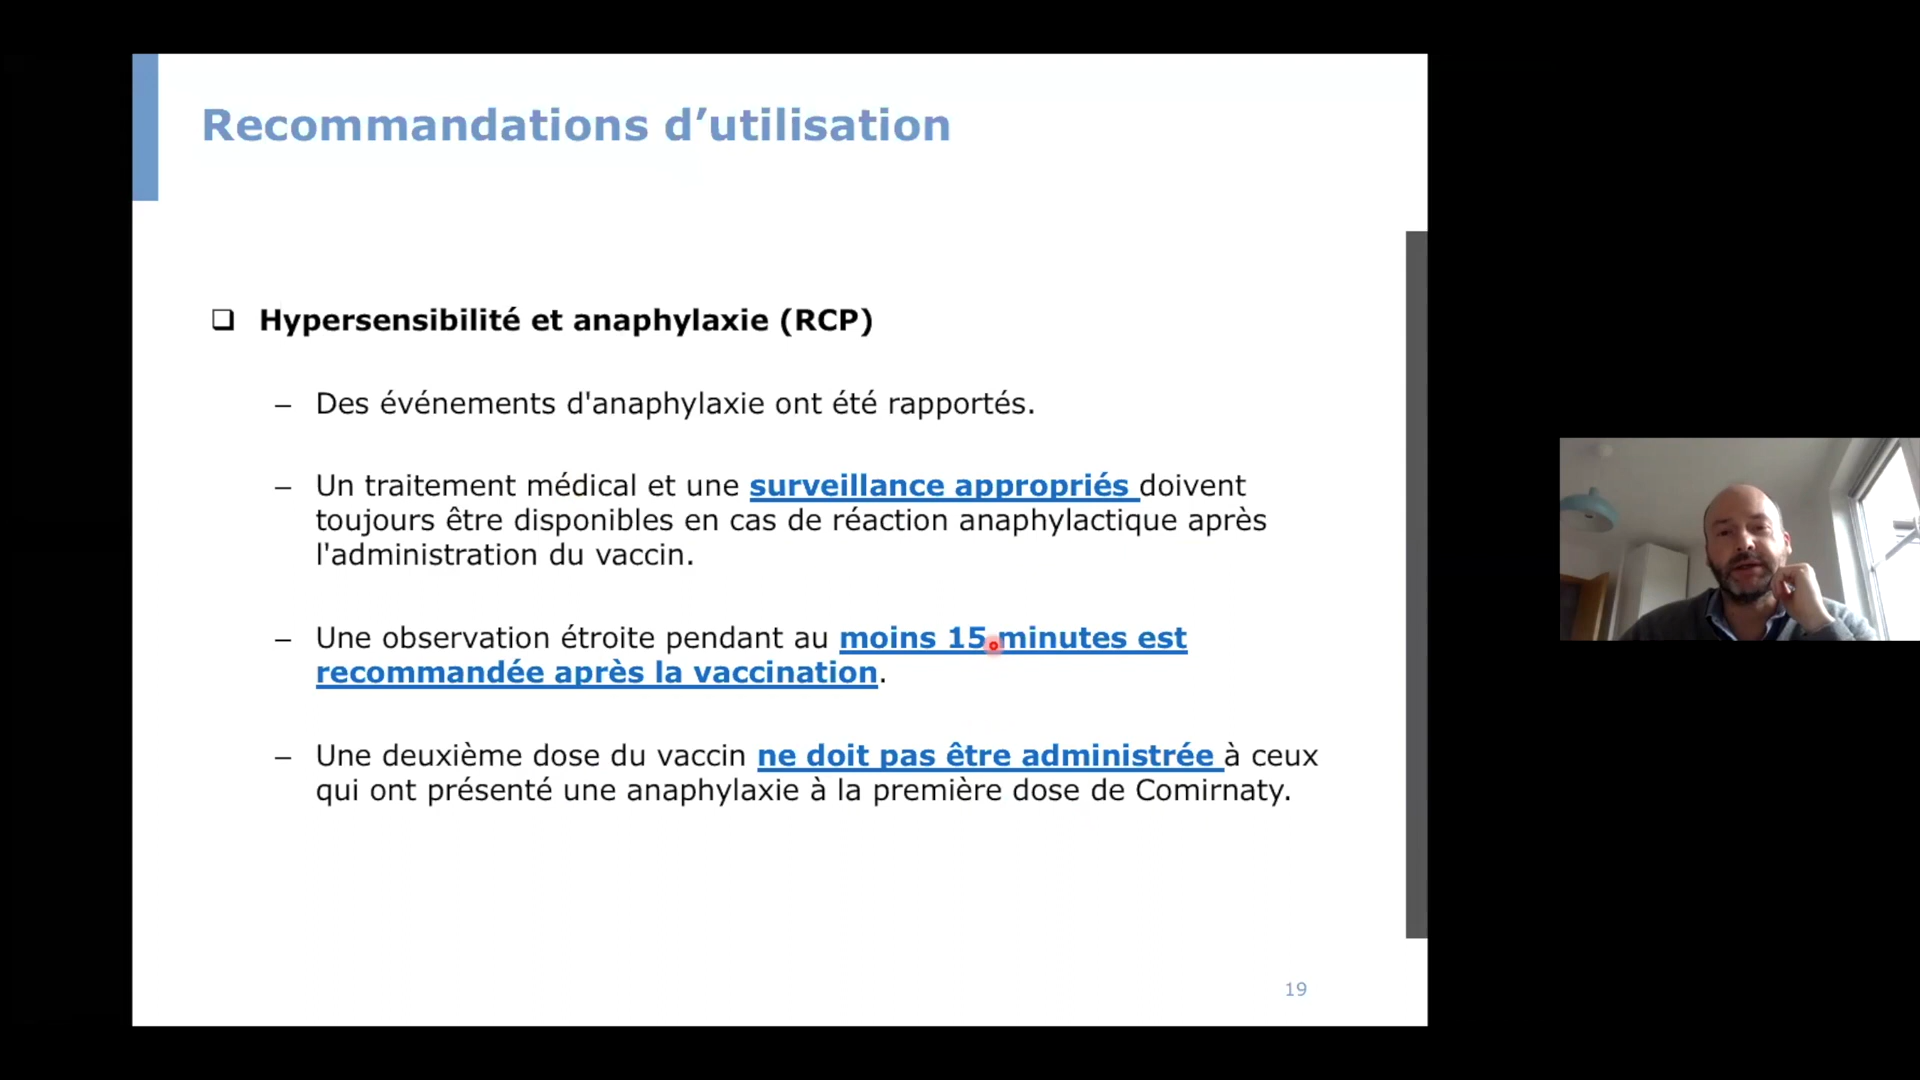 Recommandations d’utilisation
❑ Hypersensibilité et anaphylaxie (RCP)
– Des événements d'anaphylaxie ont été rapportés.
– Un traitement médical et une surveillance appropriés doivent
toujours être disponibles en cas de réaction anaphylactique après
l'administration du vaccin.
– Une observation étroite pendant au moins 15 minutes est
recommandée après la vaccination.
– Une deuxième dose du vaccin ne doit pas être administrée à ceux
qui ont présenté une anaphylaxie à la première dose de Comirnaty.
19